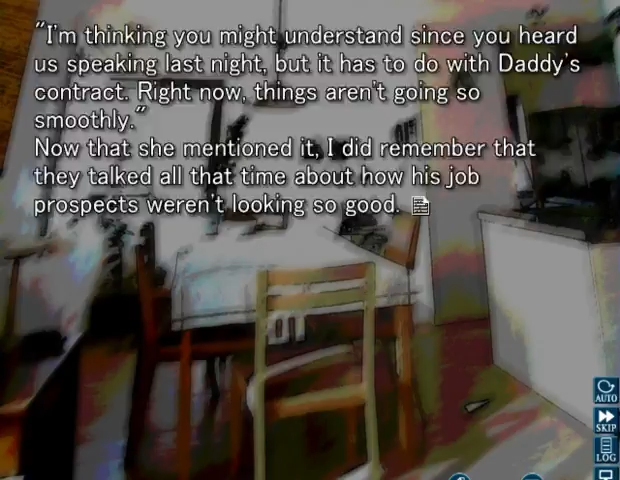 “I'm thinking you might understand since you heard
us speaking last night, but it has to do with Daddy's
contract. Right now, things aren't going so
smoothly.”
Now that she mentioned it, I did remember that
they talked all that time about how his job
prospects weren't looking so good.
AUTO
SKIP
LOG